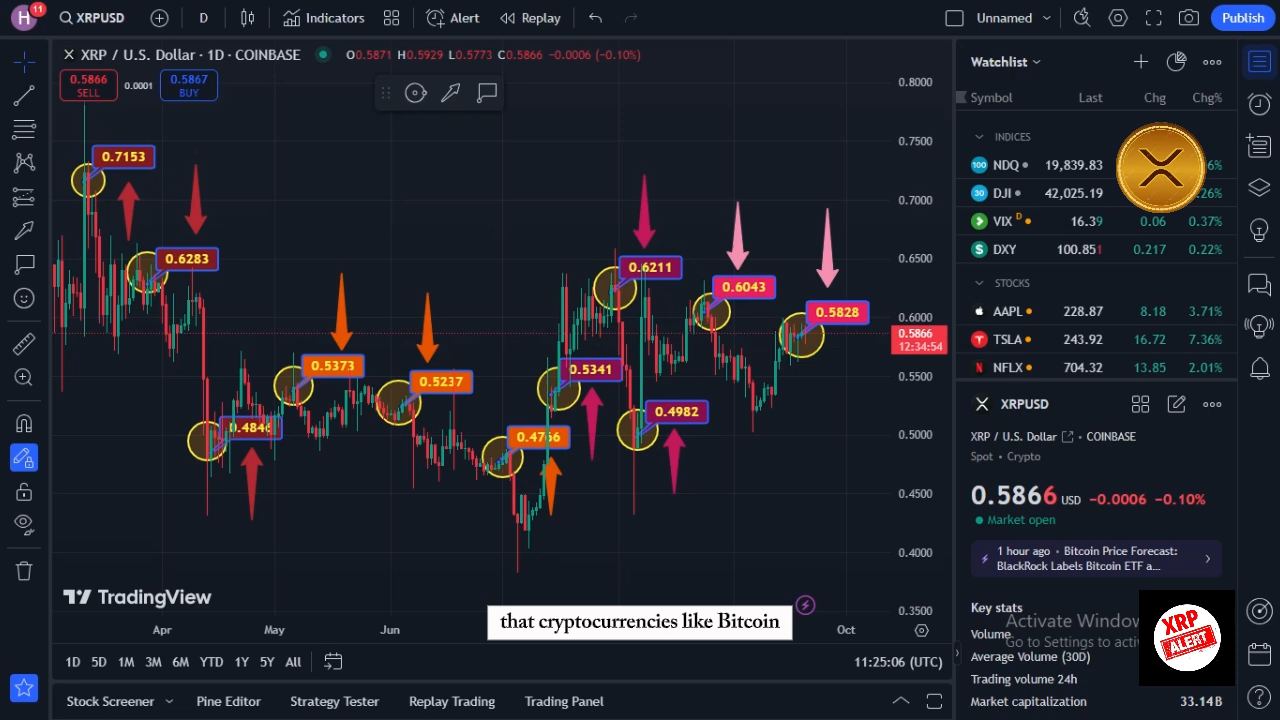 H 11 XRPUSD D Indicators Alert Replay Unnamed Publish
XRP / U.S. Dollar · 1D · COINBASE O0.5871 H0.5929 L0.5773 C0.5866 −0.0006 (−0.10%)
0.5866 SELL 0.0001 0.5867 BUY
0.8000
0.7500
0.7000
0.6500
0.6000
0.5866
12:34:54
0.5500
0.5000
0.4500
0.4000
0.3500
0.7153
0.6283
0.4846
0.5373
0.5237
0.4766
0.5341
0.6211
0.4982
0.6043
0.5828
TradingView
that cryptocurrencies like Bitcoin
Apr May Jun Oct
1D 5D 1M 3M 6M YTD 1Y 5Y All 11:25:06 (UTC)
Stock Screener Pine Editor Strategy Tester Replay Trading Trading Panel
Watchlist
Symbol Last Chg Chg%
INDICES
100 NDQ 19,839.83 6%
30 DJI 42,025.19 .26%
VIX D 16.39 0.06 0.37%
$ DXY 100.851 0.217 0.22%
STOCKS
AAPL 228.87 8.18 3.71%
TSLA 243.92 16.72 7.36%
N NFLX 704.32 13.85 2.01%
XRPUSD
XRP / U.S. Dollar · COINBASE
Spot · Crypto
0.5866 USD −0.0006 −0.10%
Market open
1 hour ago · Bitcoin Price Forecast:
BlackRock Labels Bitcoin ETF a...
Key stats
Activate Window
Volume
Go to Settings to acti
Average Volume (30D)
Trading volume 24h
Market capitalization 33.14B
XRP
ALERT